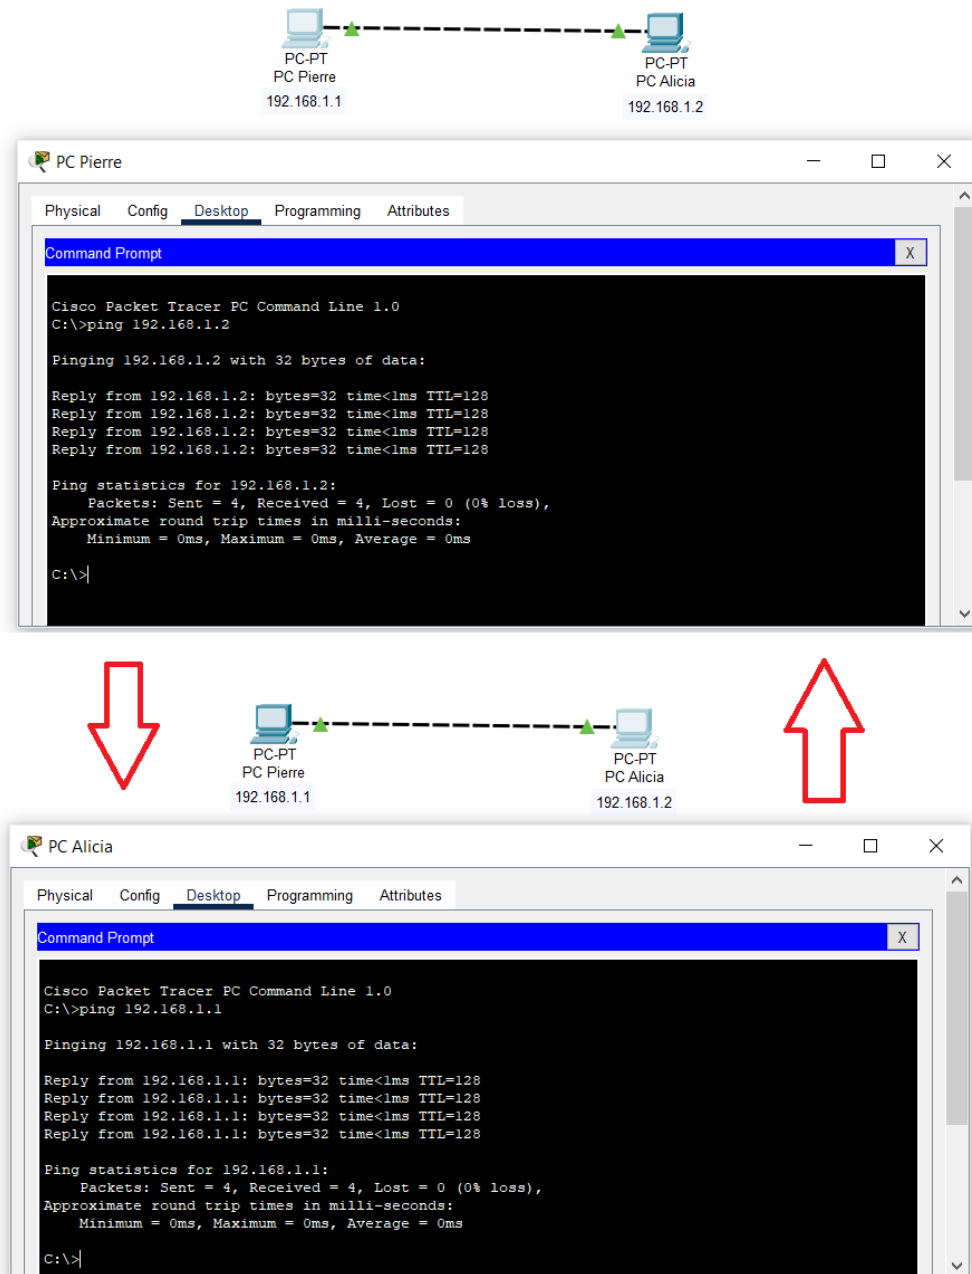 PC-PT
PC Pierre
192.168.1.1
PC-PT
PC Alicia
192.168.1.2
PC Pierre
Physical Config Desktop Programming Attributes
Command Prompt X
Cisco Packet Tracer PC Command Line 1.0
C:\>ping 192.168.1.2
Pinging 192.168.1.2 with 32 bytes of data:
Reply from 192.168.1.2: bytes=32 time<1ms TTL=128
Reply from 192.168.1.2: bytes=32 time<1ms TTL=128
Reply from 192.168.1.2: bytes=32 time<1ms TTL=128
Reply from 192.168.1.2: bytes=32 time<1ms TTL=128
Ping statistics for 192.168.1.2:
Packets: Sent = 4, Received = 4, Lost = 0 (0% loss),
Approximate round trip times in milli-seconds:
Minimum = 0ms, Maximum = 0ms, Average = 0ms
C:\>
PC-PT
PC Pierre
192.168.1.1
PC-PT
PC Alicia
192.168.1.2
PC Alicia
Physical Config Desktop Programming Attributes
Command Prompt X
Cisco Packet Tracer PC Command Line 1.0
C:\>ping 192.168.1.1
Pinging 192.168.1.1 with 32 bytes of data:
Reply from 192.168.1.1: bytes=32 time<1ms TTL=128
Reply from 192.168.1.1: bytes=32 time<1ms TTL=128
Reply from 192.168.1.1: bytes=32 time<1ms TTL=128
Reply from 192.168.1.1: bytes=32 time<1ms TTL=128
Ping statistics for 192.168.1.1:
Packets: Sent = 4, Received = 4, Lost = 0 (0% loss),
Approximate round trip times in milli-seconds:
Minimum = 0ms, Maximum = 0ms, Average = 0ms
C:\>